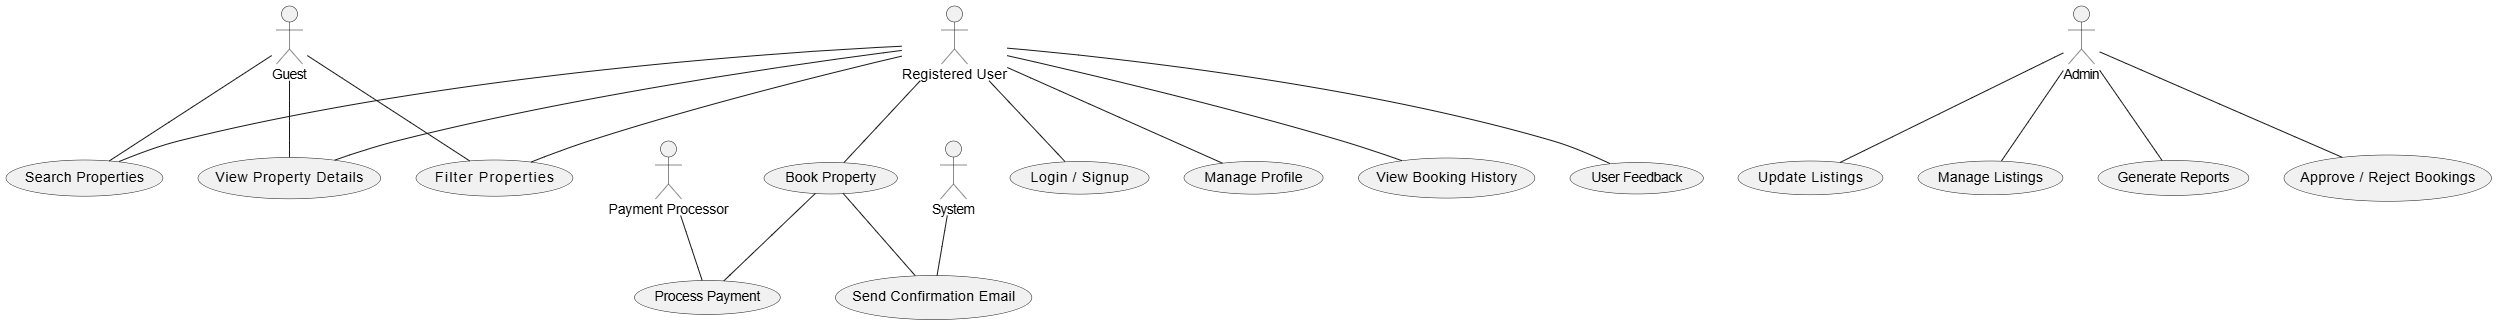 Guest
Registered User
Admin
Search Properties
View Property Details
Filter Properties
Payment Processor
Book Property
System
Login / Signup
Manage Profile
View Booking History
User Feedback
Update Listings
Manage Listings
Generate Reports
Approve / Reject Bookings
Process Payment
Send Confirmation Email